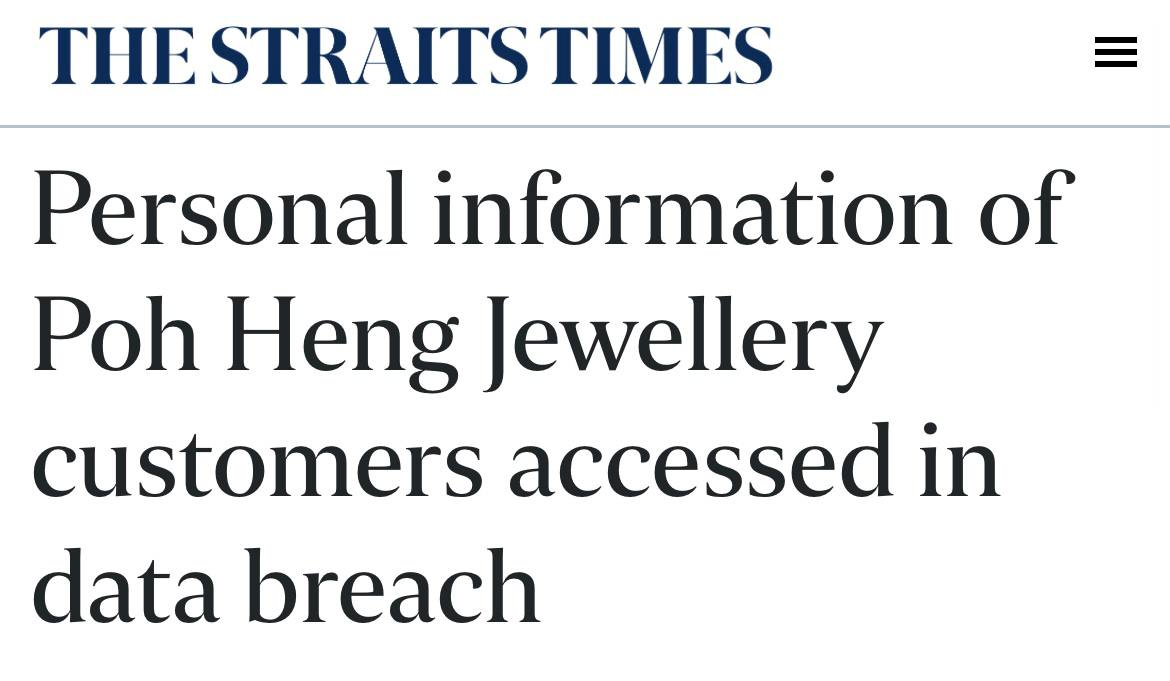 THE STRAITS TIMES
Personal information of
Poh Heng Jewellery
customers accessed in
data breach